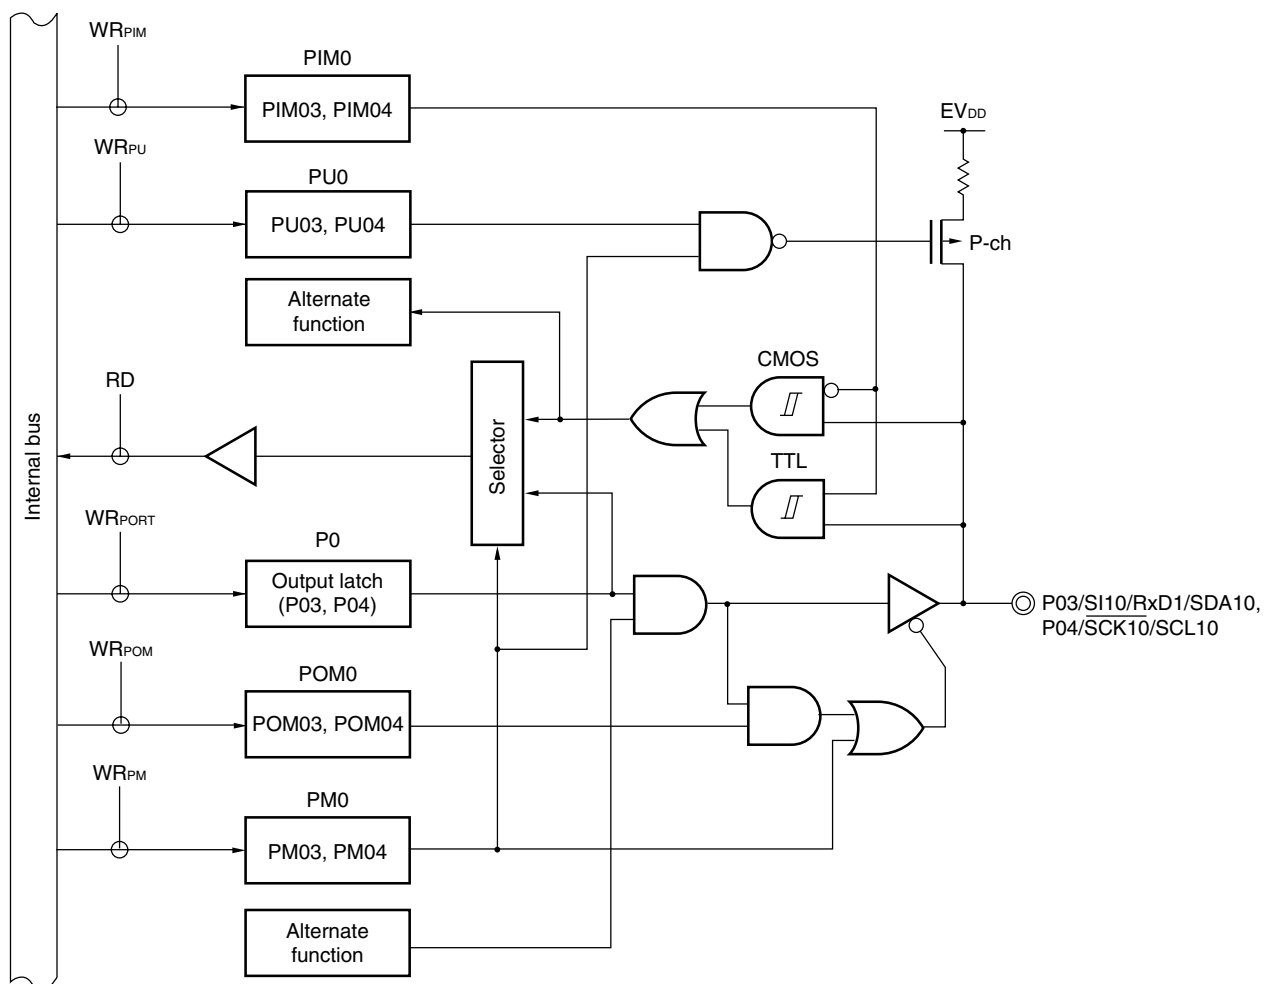 WRPIM
PIM0
PIM03, PIM04
EVDD
WRPU
PU0
PU03, PU04
P-ch
Alternate
function
CMOS
RD
Selector
TTL
Internal bus
WRPORT
P0
Output latch
(P03, P04)
P03/SI10/RxD1/SDA10,
P04/SCK10/SCL10
WRPOM
POM0
POM03, POM04
WRPM
PM0
PM03, PM04
Alternate
function